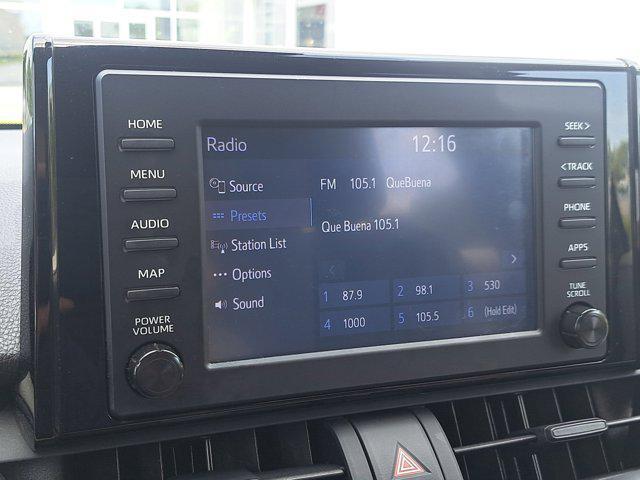 HOME
MENU
AUDIO
MAP
POWER
VOLUME
Radio 12:16
Source
Presets
Station List
Options
Sound
FM 105.1 QueBuena
Que Buena 105.1
1 87.9 2 98.1 3 530
4 1000 5 105.5 6 (Hold Edit)
SEEK >
< TRACK
PHONE
APPS
TUNE
SCROLL